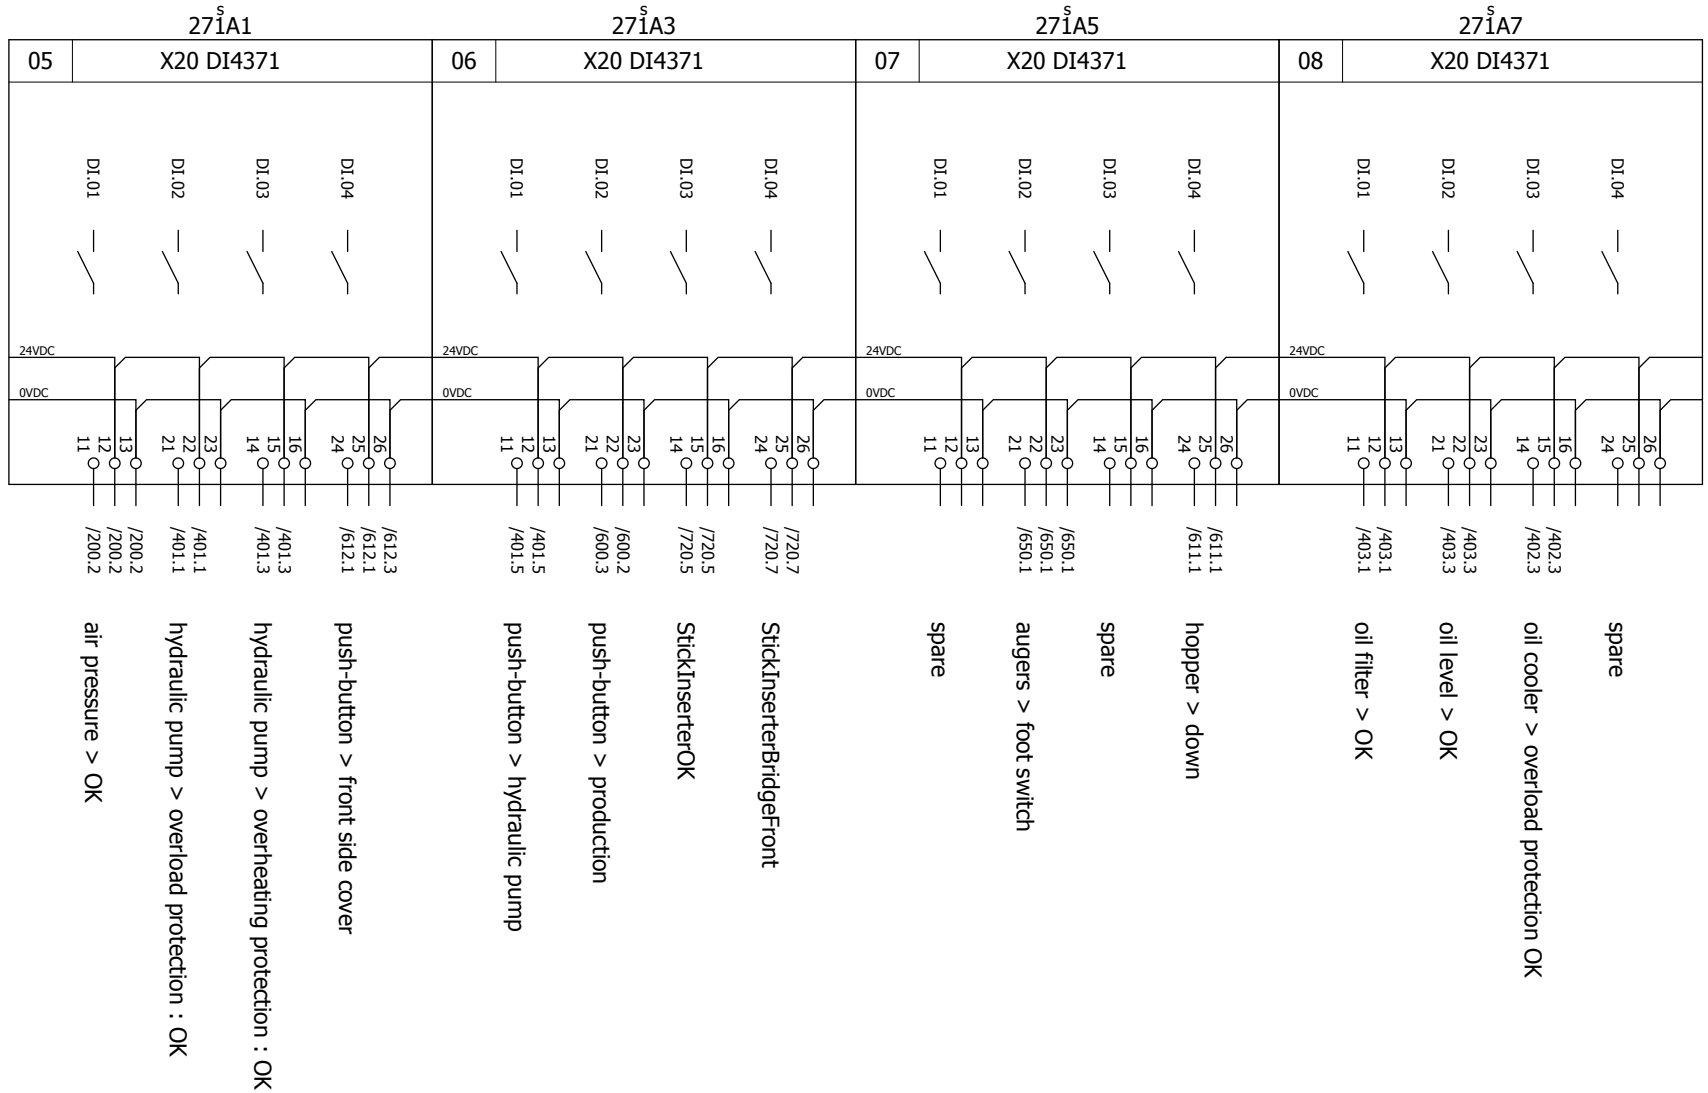 s
271A1
s
271A3
s
271A5
s
271A7
05 X20 DI4371
06 X20 DI4371
07 X20 DI4371
08 X20 DI4371
DI.01
DI.02
DI.03
DI.04
DI.01
DI.02
DI.03
DI.04
DI.01
DI.02
DI.03
DI.04
DI.01
DI.02
DI.03
DI.04
24VDC
24VDC
24VDC
24VDC
0VDC
0VDC
0VDC
0VDC
11
12
13
21
22
23
14
15
16
24
25
26
11
12
13
21
22
23
14
15
16
24
25
26
11
12
13
21
22
23
14
15
16
24
25
26
11
12
13
21
22
23
14
15
16
24
25
26
/200.2
/200.2
/200.2
/401.1
/401.1
/401.3
/401.3
/612.1
/612.1
/612.3
/401.5
/401.5
/600.3
/600.2
/720.5
/720.5
/720.7
/720.7
/650.1
/650.1
/650.1
/611.1
/611.1
/403.1
/403.1
/403.3
/403.3
/402.3
/402.3
air pressure > OK
hydraulic pump > overload protection : OK
hydraulic pump > overheating protection : OK
push-button > front side cover
push-button > hydraulic pump
push-button > production
StickInserterOK
StickInserterBridgeFront
spare
augers > foot switch
spare
hopper > down
oil filter > OK
oil level > OK
oil cooler > overload protection OK
spare